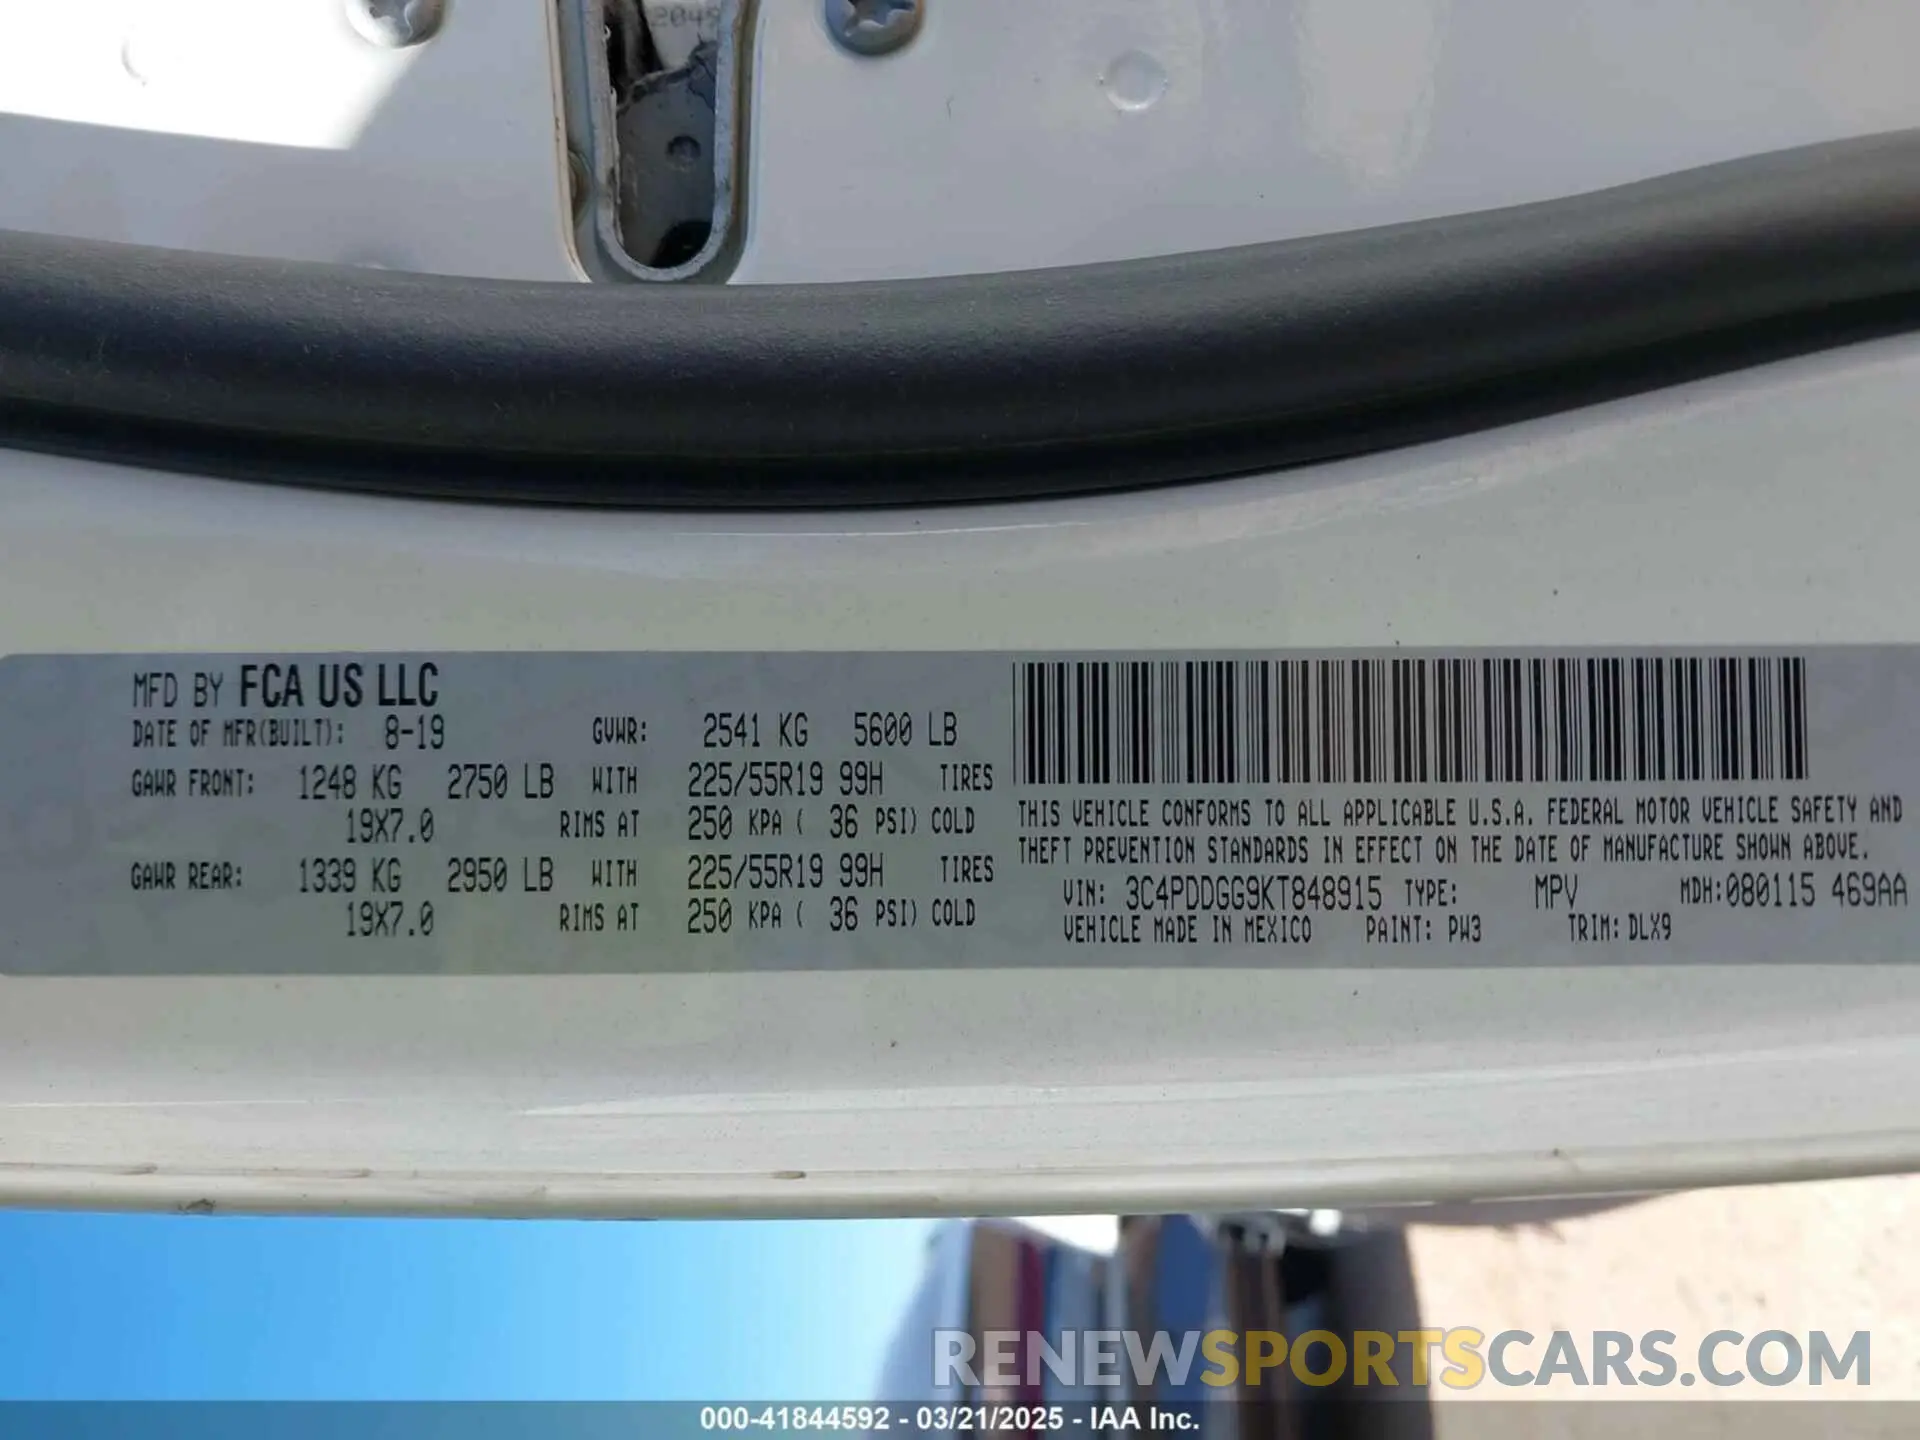 MFD BY FCA US LLC
DATE OF MFR(BUILT): 8-19 GVWR: 2541 KG 5600 LB
GAWR FRONT: 1248 KG 2750 LB WITH 225/55R19 99H TIRES
19X7.0 RIMS AT 250 KPA ( 36 PSI) COLD
GAWR REAR: 1339 KG 2950 LB WITH 225/55R19 99H TIRES
19X7.0 RIMS AT 250 KPA ( 36 PSI) COLD
THIS VEHICLE CONFORMS TO ALL APPLICABLE U.S.A. FEDERAL MOTOR VEHICLE SAFETY AND
THEFT PREVENTION STANDARDS IN EFFECT ON THE DATE OF MANUFACTURE SHOWN ABOVE.
VIN: 3C4PDDGG9KT848915 TYPE: MPV MDH:080115 469AA
VEHICLE MADE IN MEXICO PAINT: PW3 TRIM: DLX9
RENEWSPORTSCARS.COM
000-41844592 - 03/21/2025 - IAA Inc.